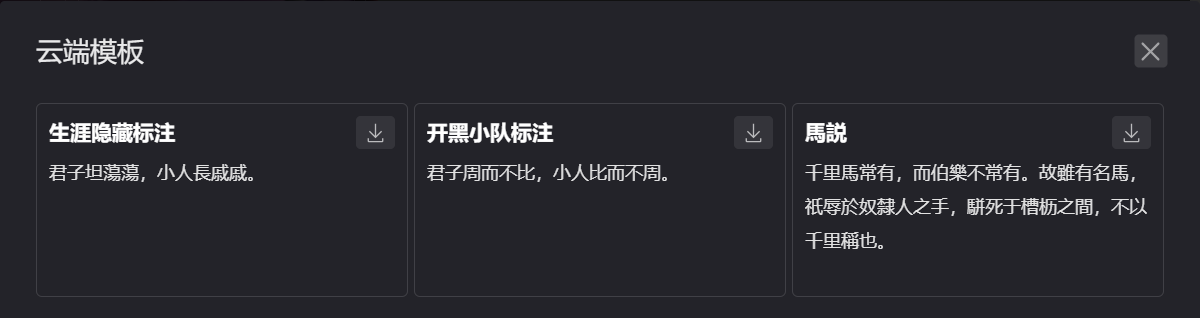 云端模板
生涯隐藏标注
君子坦蕩蕩，小人長戚戚。
开黑小队标注
君子周而不比，小人比而不周。
馬説
千里馬常有，而伯樂不常有。故雖有名馬，
祇辱於奴隸人之手，駢死于槽枥之間，不以
千里稱也。